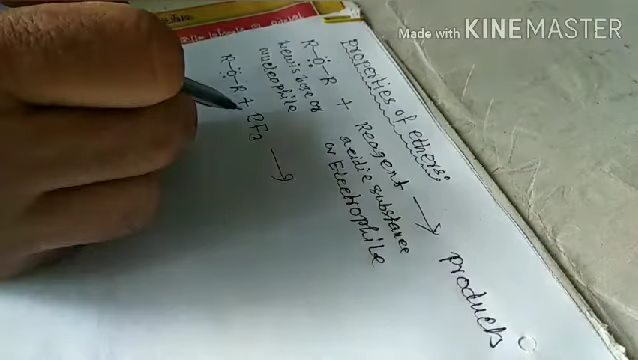 Made with KINEMASTER
Properties of ethers:
R-Ö-R + Reagent → Products
Lewis base or acidic substance
nucleophile or Electrophile
R-Ö-R + BF3 →